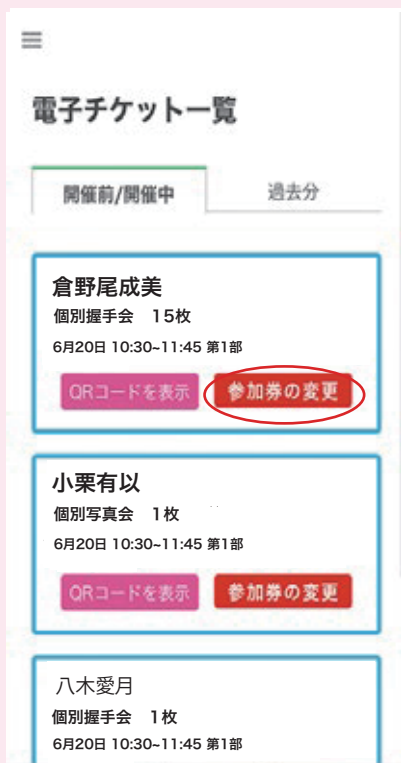 電子チケット一覧
開催前/開催中 過去分
倉野尾成美
個別握手会 15枚
6月20日 10:30~11:45 第1部
QRコードを表示 参加券の変更
小栗有以
個別写真会 1枚
6月20日 10:30~11:45 第1部
QRコードを表示 参加券の変更
八木愛月
個別握手会 1枚
6月20日 10:30~11:45 第1部